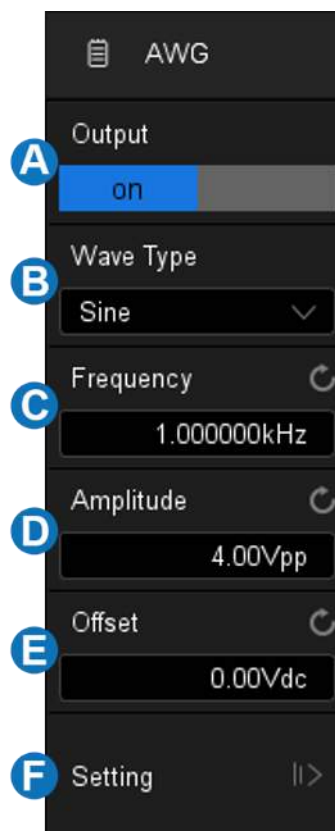 AWG
Output
A
on
Wave Type
B
Sine
Frequency
C
1.000000kHz
Amplitude
D
4.00Vpp
Offset
E
0.00Vdc
F Setting